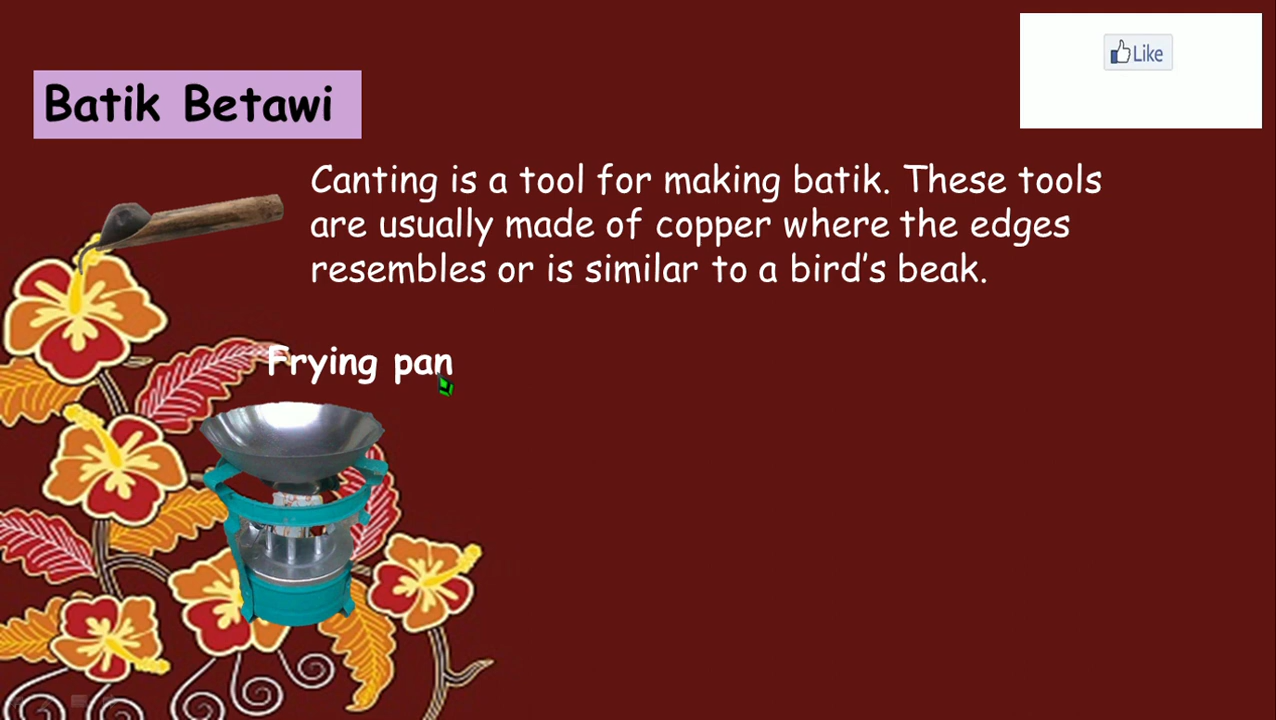 Like
Batik Betawi
Canting is a tool for making batik. These tools
are usually made of copper where the edges
resembles or is similar to a bird's beak.
Frying pan